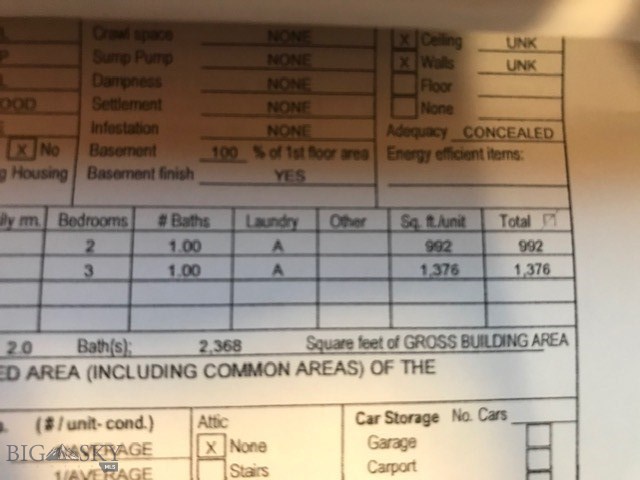 L Crawl space NONE X Ceiling UNK
P Sump Pump NONE X Walls UNK
L Dampness NONE Floor
OOD Settlement NONE None
Infestation NONE Adequacy CONCEALED
X No Basement 100 % of 1st floor area Energy efficient items:
g Housing Basement finish YES
ily rm. Bedrooms # Baths Laundry Other Sq. ft./unit Total
2 1.00 A 992 992
3 1.00 A 1,376 1,376
2.0 Bath(s); 2,368 Square feet of GROSS BUILDING AREA
ED AREA (INCLUDING COMMON AREAS) OF THE
(#/unit-cond.) Attic Car Storage No. Cars
BIG SKY MLS AVERAGE X None Garage
1/AVERAGE Stairs Carport